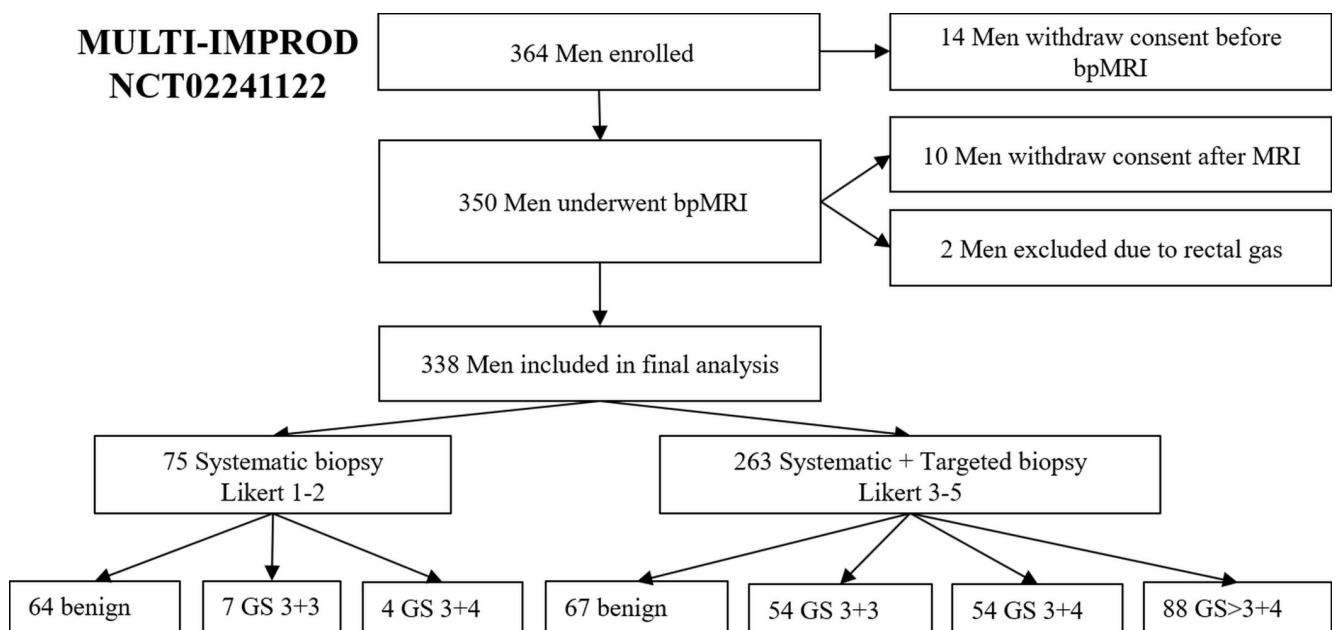 MULTI-IMPROD
NCT02241122
364 Men enrolled
14 Men withdraw consent before
bpMRI
350 Men underwent bpMRI
10 Men withdraw consent after MRI
2 Men excluded due to rectal gas
338 Men included in final analysis
75 Systematic biopsy
Likert 1-2
263 Systematic + Targeted biopsy
Likert 3-5
64 benign
7 GS 3+3
4 GS 3+4
67 benign
54 GS 3+3
54 GS 3+4
88 GS>3+4